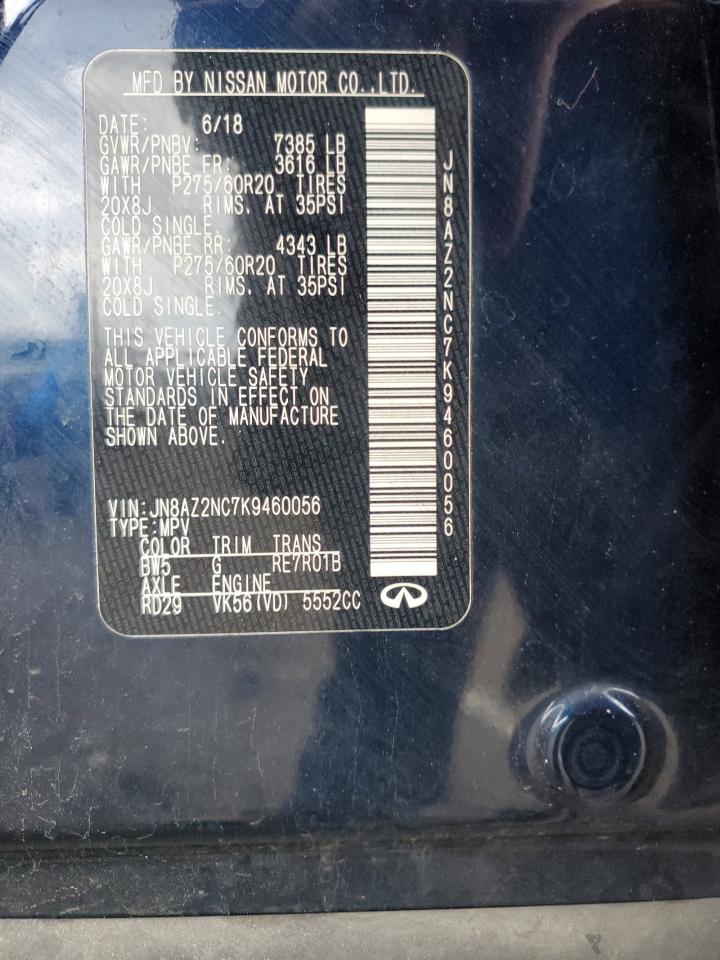 MFD BY NISSAN MOTOR CO.,LTD.
DATE: 6/18
GVWR/PNBV: 7385 LB
GAWR/PNBE FR: 3616 LB
WITH P275/60R20 TIRES
20X8J RIMS. AT 35PSI
COLD SINGLE.
GAWR/PNBE RR: 4343 LB
WITH P275/60R20 TIRES
20X8J RIMS. AT 35PSI
COLD SINGLE.
THIS VEHICLE CONFORMS TO
ALL APPLICABLE FEDERAL
MOTOR VEHICLE SAFETY
STANDARDS IN EFFECT ON
THE DATE OF MANUFACTURE
SHOWN ABOVE.
VIN:JN8AZ2NC7K9460056
TYPE:MPV
COLOR TRIM TRANS
BW5 G RE7R01B
AXLE ENGINE
RD29 VK56(VD) 5552CC
JN8AZ2NC7K9460056